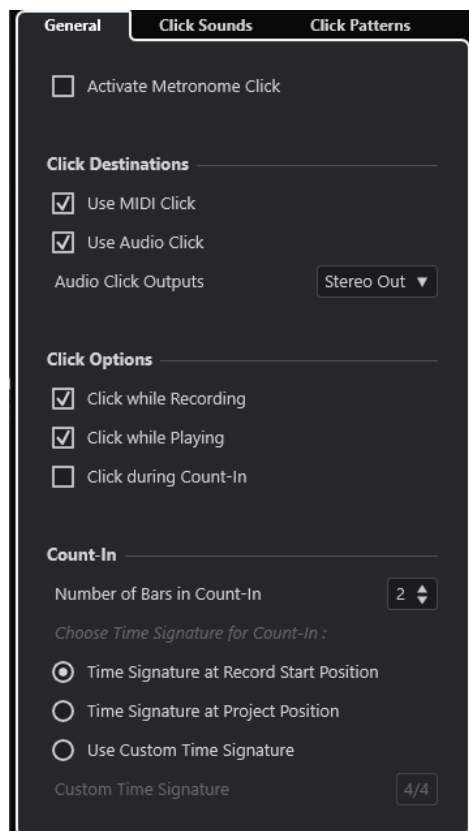 General Click Sounds Click Patterns
Activate Metronome Click
Click Destinations
Use MIDI Click
Use Audio Click
Audio Click Outputs Stereo Out
Click Options
Click while Recording
Click while Playing
Click during Count-In
Count-In
Number of Bars in Count-In 2
Choose Time Signature for Count-In :
Time Signature at Record Start Position
Time Signature at Project Position
Use Custom Time Signature
Custom Time Signature 4/4